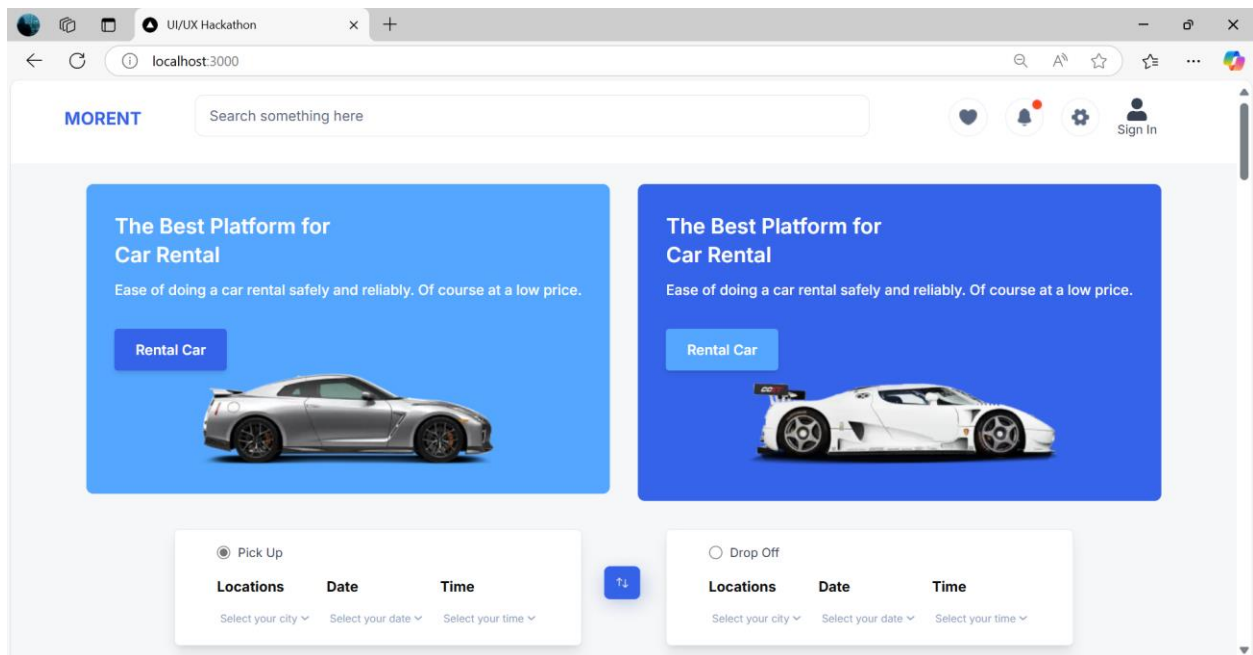 UI/UX Hackathon
localhost:3000
MORENT
Search something here
Sign In
The Best Platform for
Car Rental
Ease of doing a car rental safely and reliably. Of course at a low price.
Rental Car
The Best Platform for
Car Rental
Ease of doing a car rental safely and reliably. Of course at a low price.
Rental Car
Pick Up
Locations Date Time
Select your city Select your date Select your time
Drop Off
Locations Date Time
Select your city Select your date Select your time